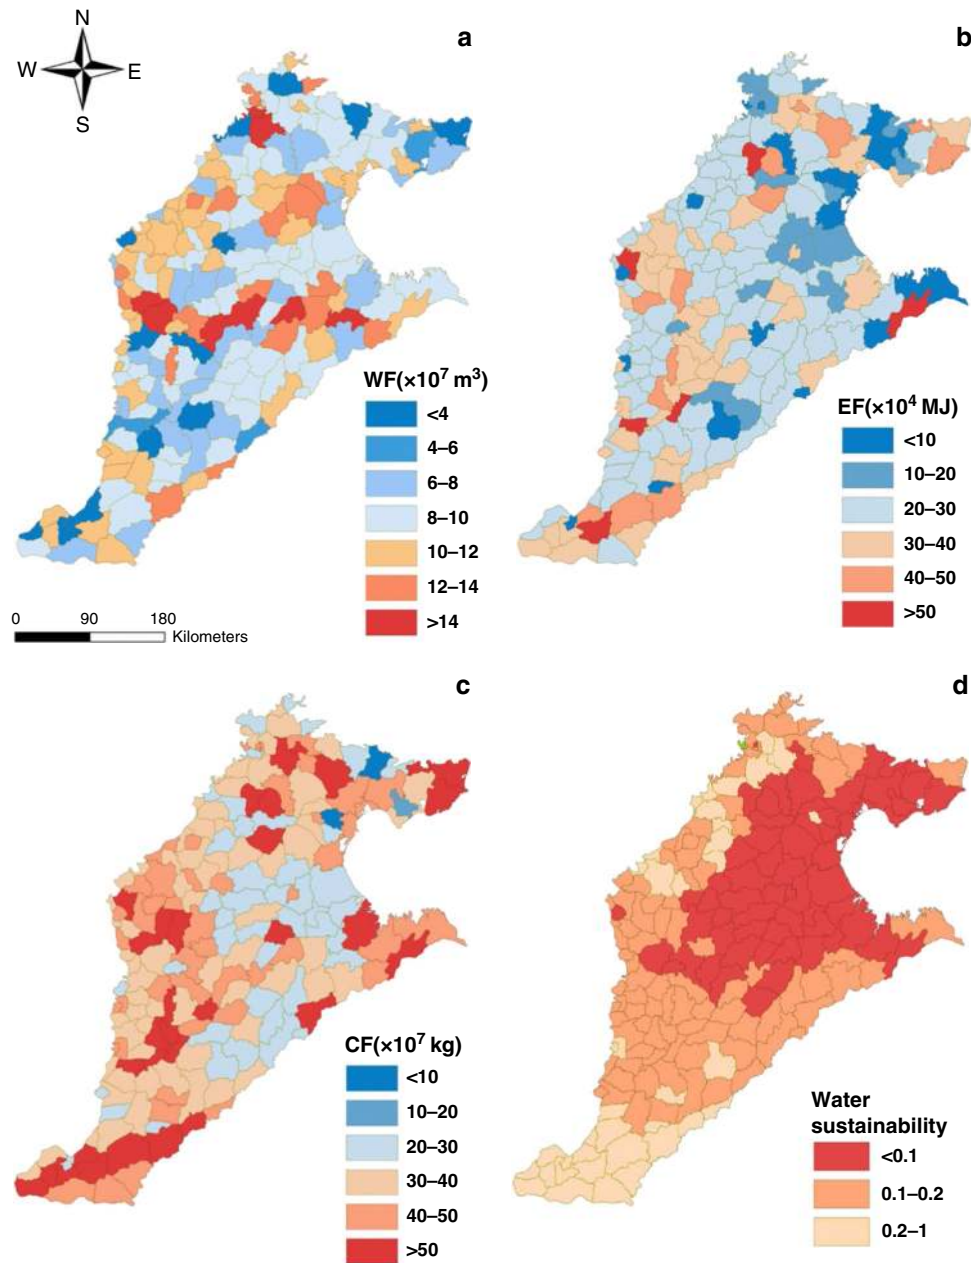 N
W E
S
a
b
WF(×10⁷ m³)
<4
4–6
6–8
8–10
10–12
12–14
>14
EF(×10⁴ MJ)
<10
10–20
20–30
30–40
40–50
>50
0 90 180
Kilometers
c
d
CF(×10⁷ kg)
<10
10–20
20–30
30–40
40–50
>50
Water
sustainability
<0.1
0.1–0.2
0.2–1